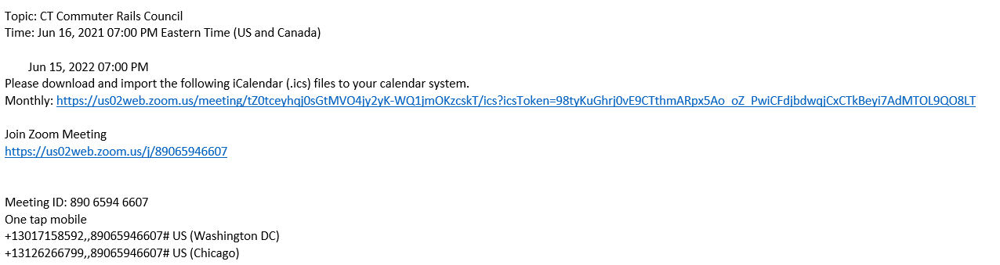 Topic: CT Commuter Rails Council
Time: Jun 16, 2021 07:00 PM Eastern Time (US and Canada)
Jun 15, 2022 07:00 PM
Please download and import the following iCalendar (.ics) files to your calendar system.
Monthly: https://us02web.zoom.us/meeting/tZ0tceyhqj0sGtMVO4jy2yK-WQ1jmOKzcskT/ics?icsToken=98tyKuGhrj0vE9CTthmARpx5Ao_oZ_PwiCFdjbdwqjCxCTkBeyi7AdMTOL9QO8LT
Join Zoom Meeting
https://us02web.zoom.us/j/89065946607
Meeting ID: 890 6594 6607
One tap mobile
+13017158592,,89065946607# US (Washington DC)
+13126266799,,89065946607# US (Chicago)